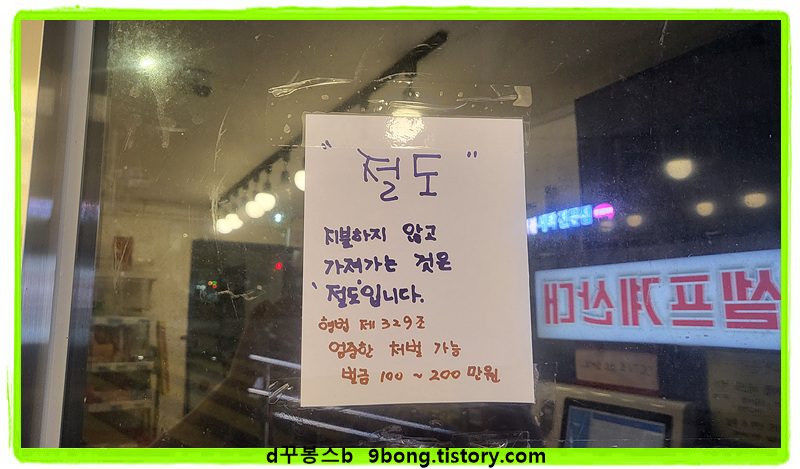 "절도"
지불하지 않고
가져가는 것은
'절도'입니다.
형법 제 329조
엄중한 처벌 가능
벌금 100 ~ 200 만원
셀프계산대
d꾸봉스b 9bong.tistory.com